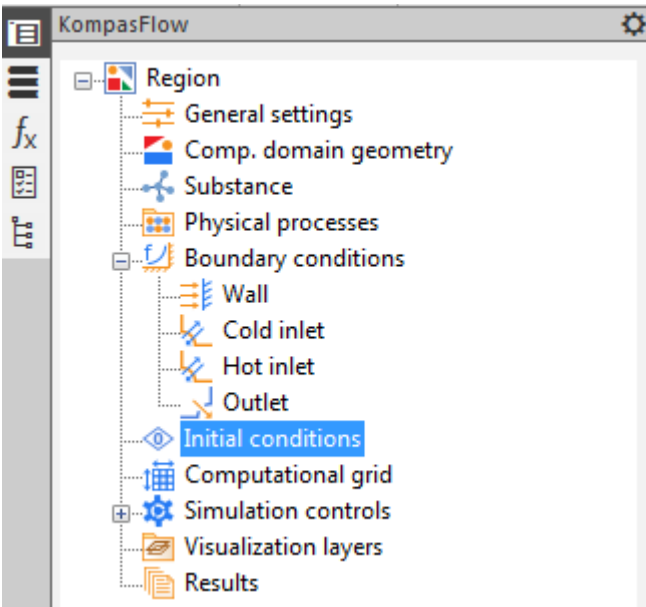 KompasFlow
Region
General settings
Comp. domain geometry
fx
Substance
Physical processes
Boundary conditions
Wall
Cold inlet
Hot inlet
Outlet
Initial conditions
Computational grid
Simulation controls
Visualization layers
Results